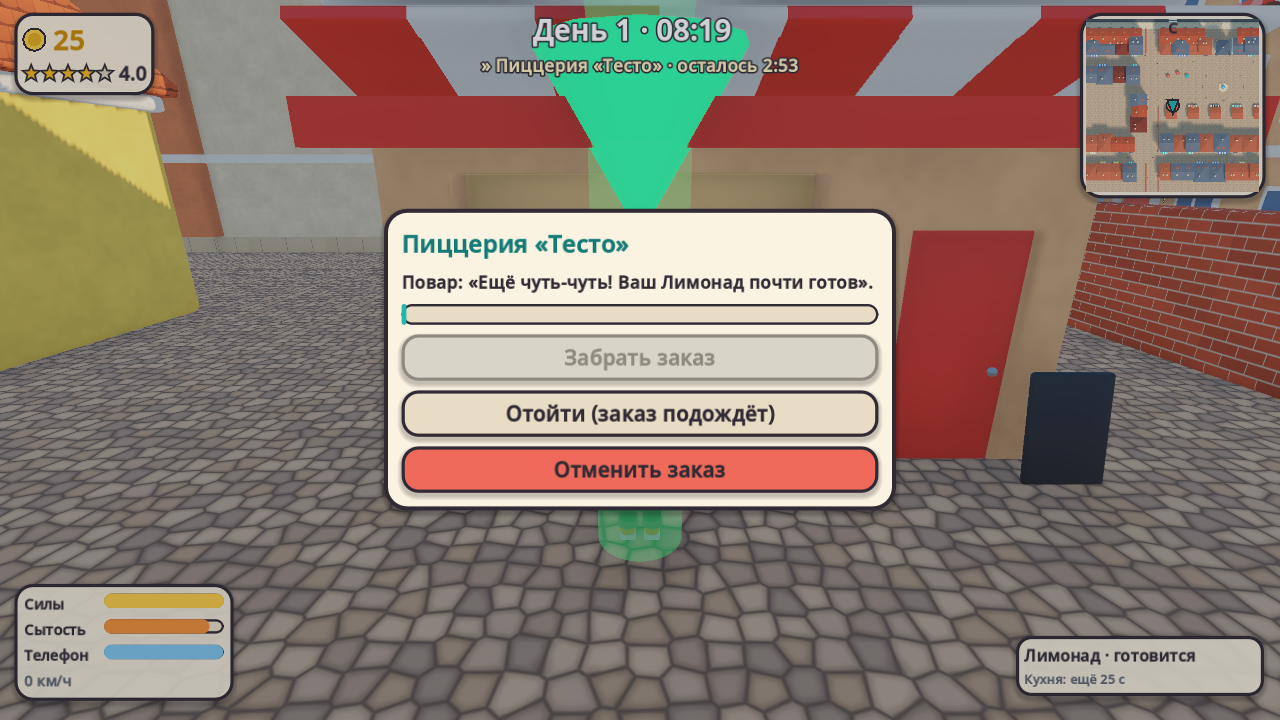 25
4.0
День 1 · 08:19
» Пиццерия «Тесто» · осталось 2:53
С
Пиццерия «Тесто»
Повар: «Ещё чуть-чуть! Ваш Лимонад почти готов».
Забрать заказ
Отойти (заказ подождёт)
Отменить заказ
Силы
Сытость
Телефон
0 км/ч
Лимонад · готовится
Кухня: ещё 25 с